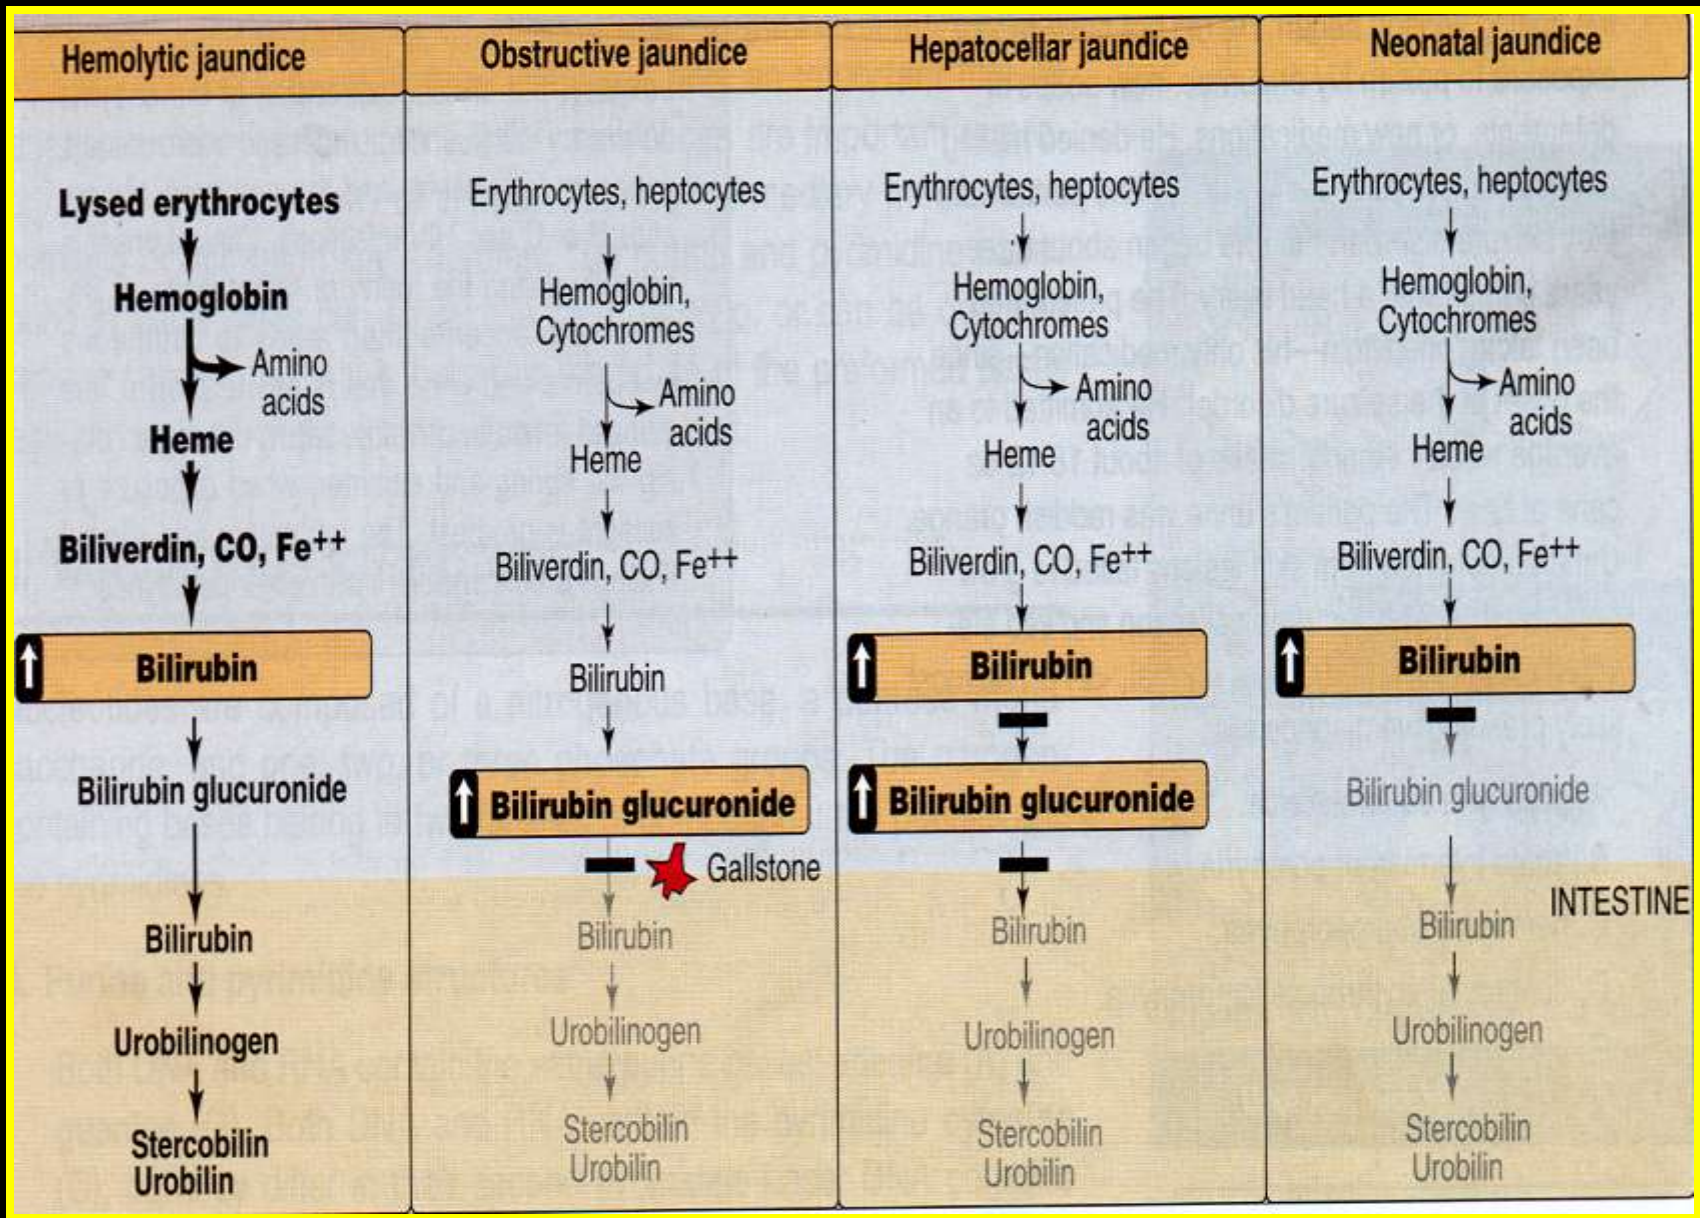 Hemolytic jaundice
Lysed erythrocytes
Hemoglobin
Amino
acids
Heme
Biliverdin, CO, Fe++
Bilirubin
Bilirubin glucuronide
Bilirubin
Urobilinogen
Stercobilin
Urobilin
Obstructive jaundice
Erythrocytes, heptocytes
Hemoglobin,
Cytochromes
Amino
acids
Heme
Biliverdin, CO, Fe++
Bilirubin
Bilirubin glucuronide
Gallstone
Bilirubin
Urobilinogen
Stercobilin
Urobilin
Hepatocellar jaundice
Erythrocytes, heptocytes
Hemoglobin,
Cytochromes
Amino
acids
Heme
Biliverdin, CO, Fe++
Bilirubin
Bilirubin glucuronide
Bilirubin
Urobilinogen
Stercobilin
Urobilin
Neonatal jaundice
Erythrocytes, heptocytes
Hemoglobin,
Cytochromes
Amino
acids
Heme
Biliverdin, CO, Fe++
Bilirubin
Bilirubin glucuronide
INTESTINE
Bilirubin
Urobilinogen
Stercobilin
Urobilin